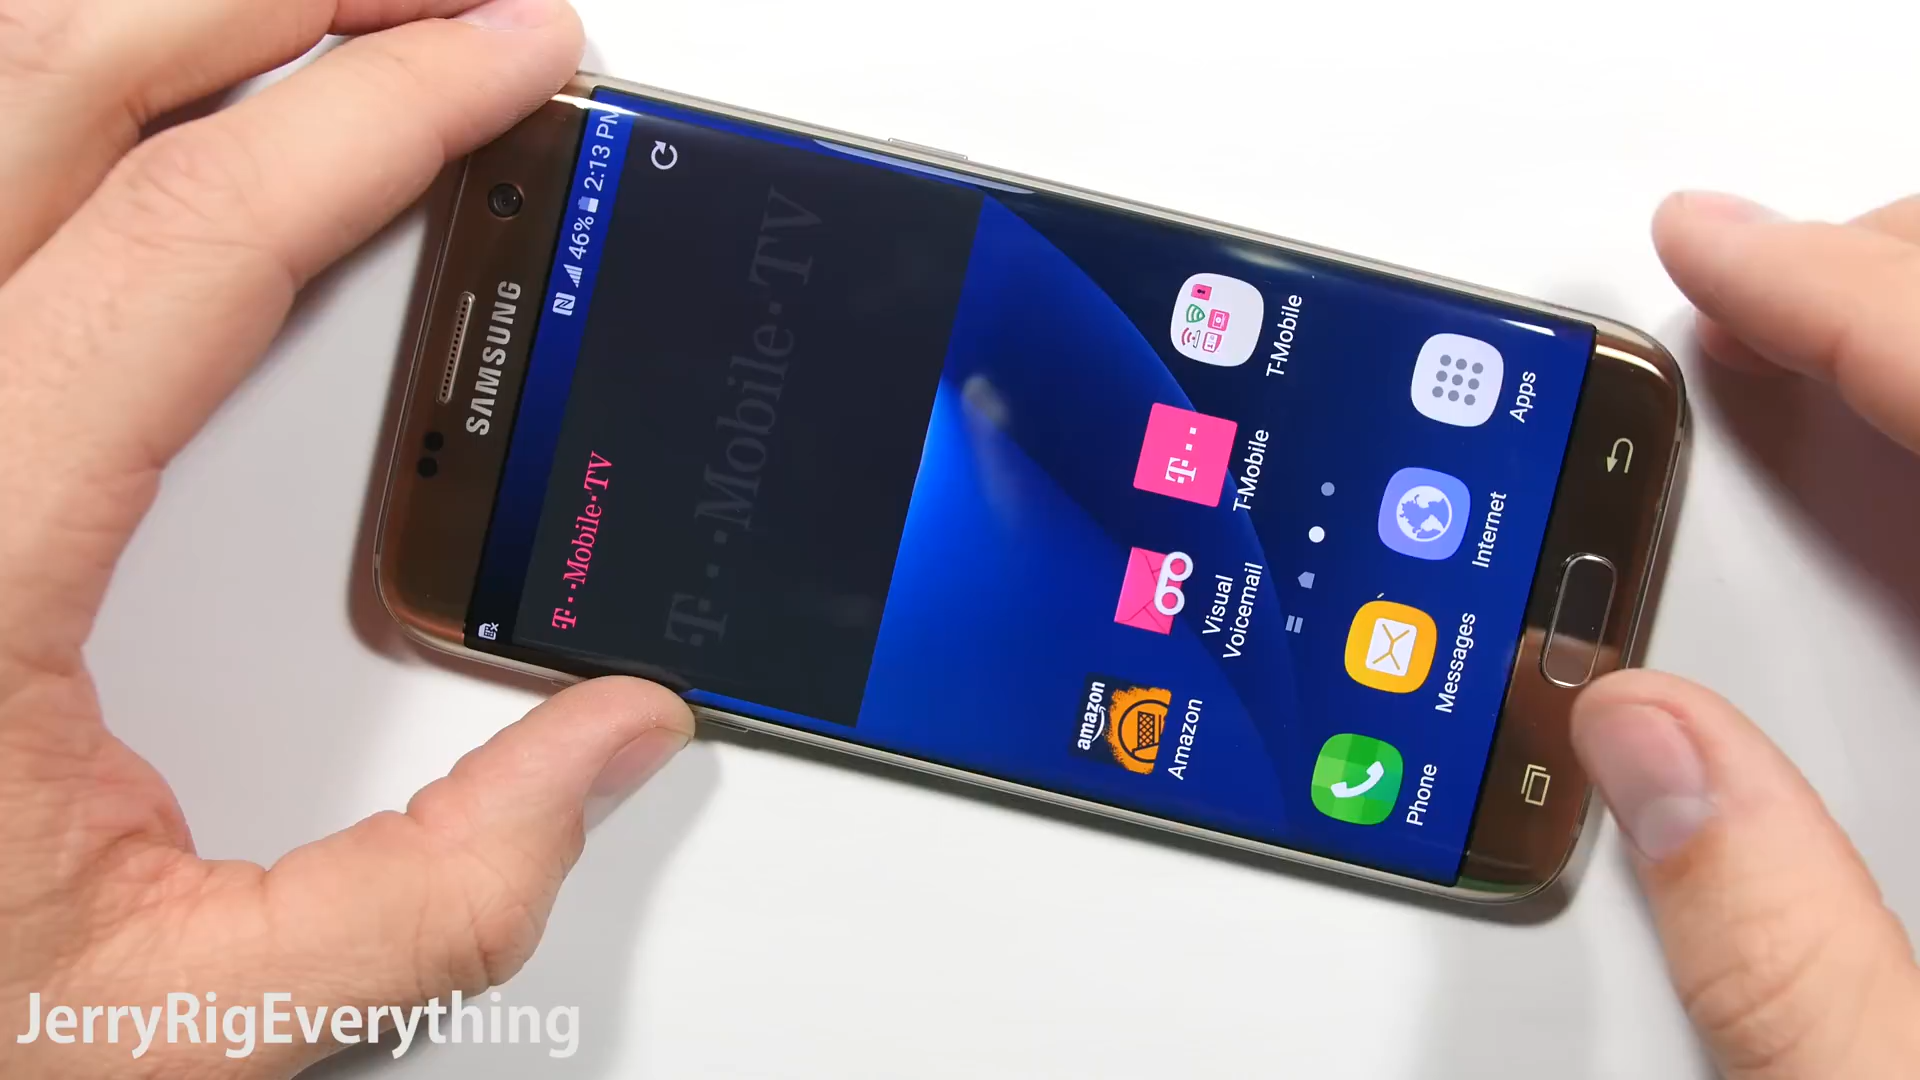 46% 2:13 PM
SAMSUNG
T··Mobile·TV
T··Mobile·TV
T-Mobile
T··
T-Mobile
Visual
Voicemail
amazon
Amazon
Apps
Internet
Messages
Phone
JerryRigEverything